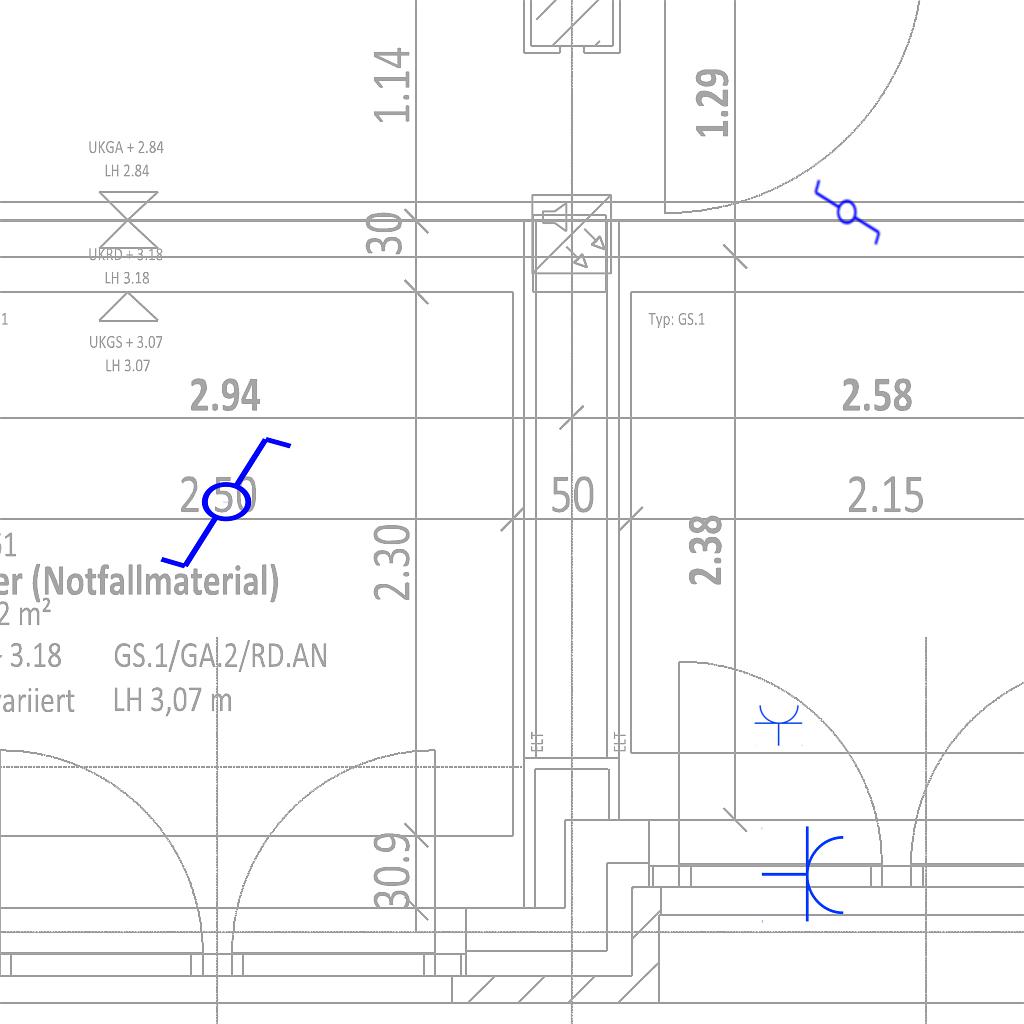 1.14
1.29
UKGA + 2.84
LH 2.84
30
UKRD + 3.18
LH 3.18
1
Typ: GS.1
UKGS + 3.07
LH 3.07
2.94
2.58
2.50
50
2.15
2.30
2.38
51
er (Notfallmaterial)
2 m²
3.18 GS.1/GA.2/RD.AN
variiert LH 3,07 m
ELT
ELT
30.9